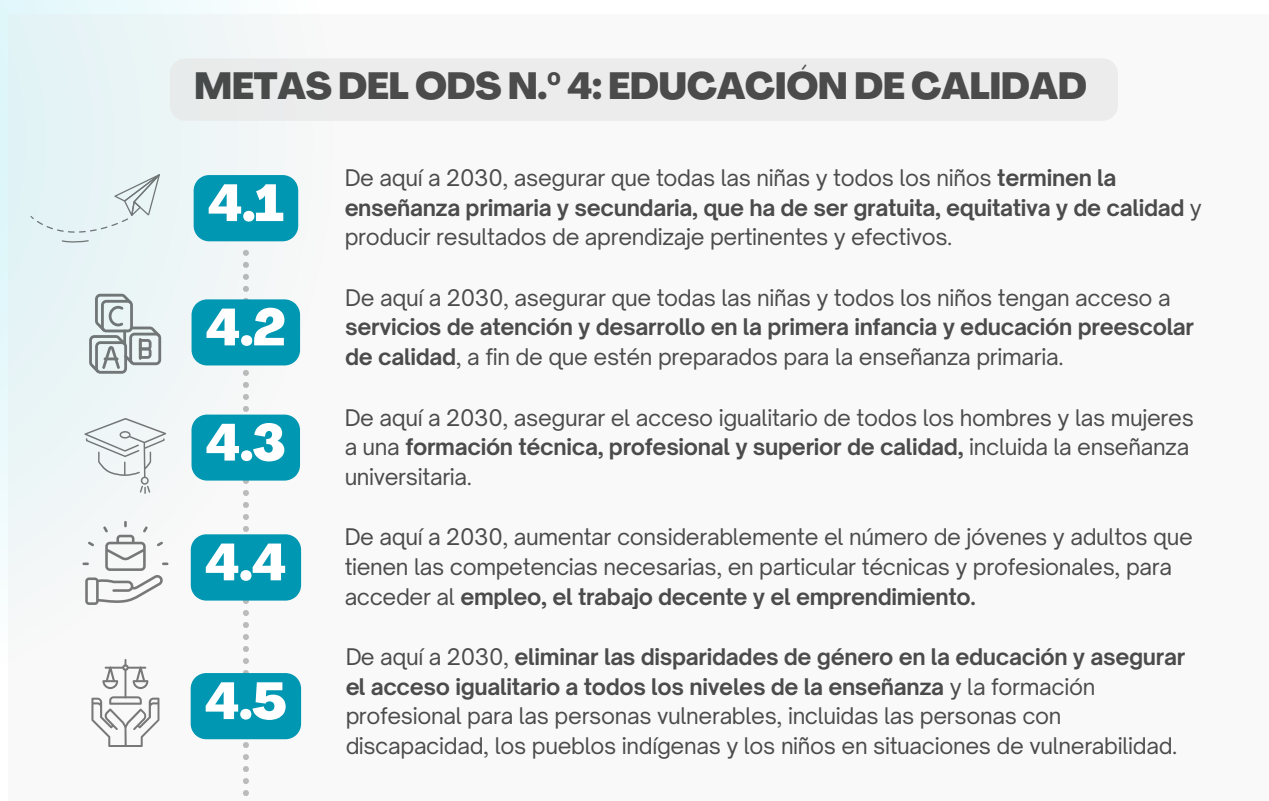 METAS DEL ODS N.º 4: EDUCACIÓN DE CALIDAD
4.1
De aquí a 2030, asegurar que todas las niñas y todos los niños terminen la
enseñanza primaria y secundaria, que ha de ser gratuita, equitativa y de calidad y
producir resultados de aprendizaje pertinentes y efectivos.
C
A B
4.2
De aquí a 2030, asegurar que todas las niñas y todos los niños tengan acceso a
servicios de atención y desarrollo en la primera infancia y educación preescolar
de calidad, a fin de que estén preparados para la enseñanza primaria.
4.3
De aquí a 2030, asegurar el acceso igualitario de todos los hombres y las mujeres
a una formación técnica, profesional y superior de calidad, incluida la enseñanza
universitaria.
4.4
De aquí a 2030, aumentar considerablemente el número de jóvenes y adultos que
tienen las competencias necesarias, en particular técnicas y profesionales, para
acceder al empleo, el trabajo decente y el emprendimiento.
4.5
De aquí a 2030, eliminar las disparidades de género en la educación y asegurar
el acceso igualitario a todos los niveles de la enseñanza y la formación
profesional para las personas vulnerables, incluidas las personas con
discapacidad, los pueblos indígenas y los niños en situaciones de vulnerabilidad.